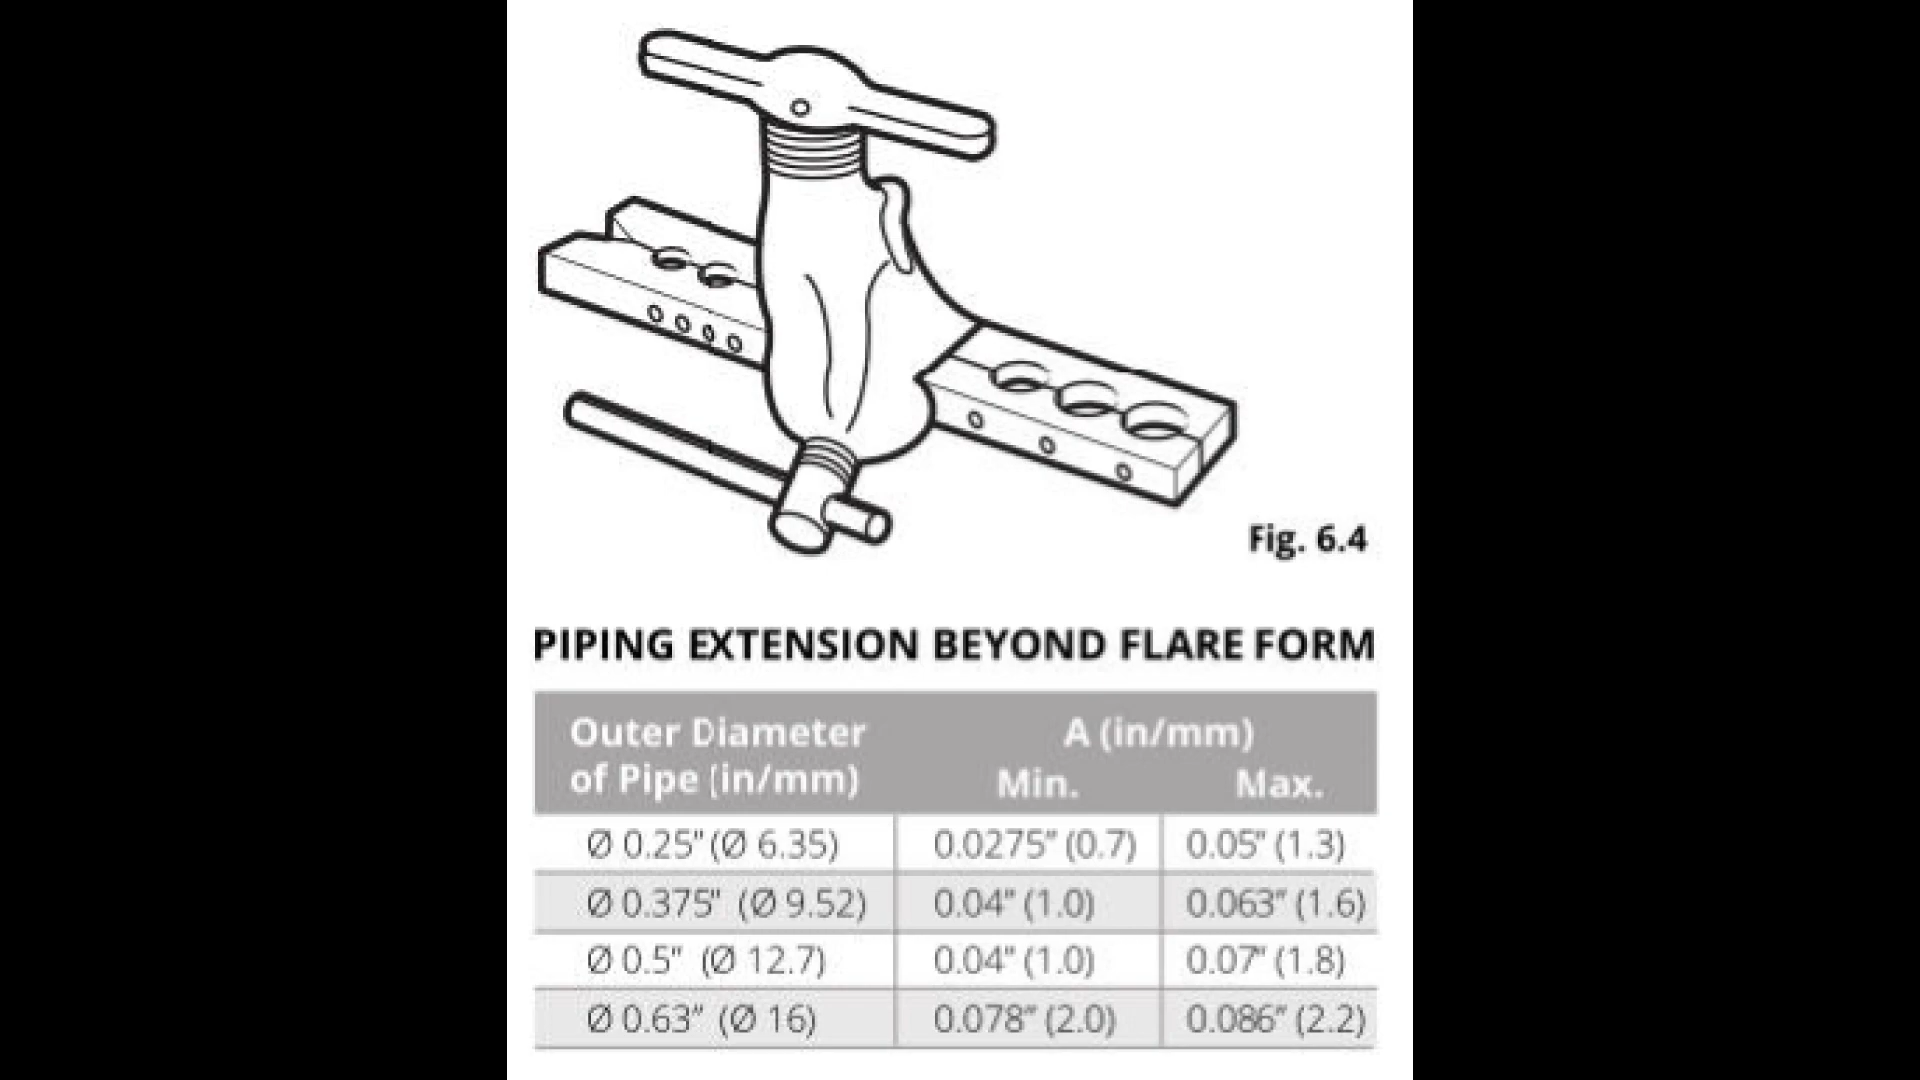 Fig. 6.4
PIPING EXTENSION BEYOND FLARE FORM
Outer Diameter of Pipe (in/mm) A (in/mm)
Min. Max.
Ø 0.25" (Ø 6.35) 0.0275" (0.7) 0.05" (1.3)
Ø 0.375" (Ø 9.52) 0.04" (1.0) 0.063" (1.6)
Ø 0.5" (Ø 12.7) 0.04" (1.0) 0.07" (1.8)
Ø 0.63" (Ø 16) 0.078" (2.0) 0.086" (2.2)